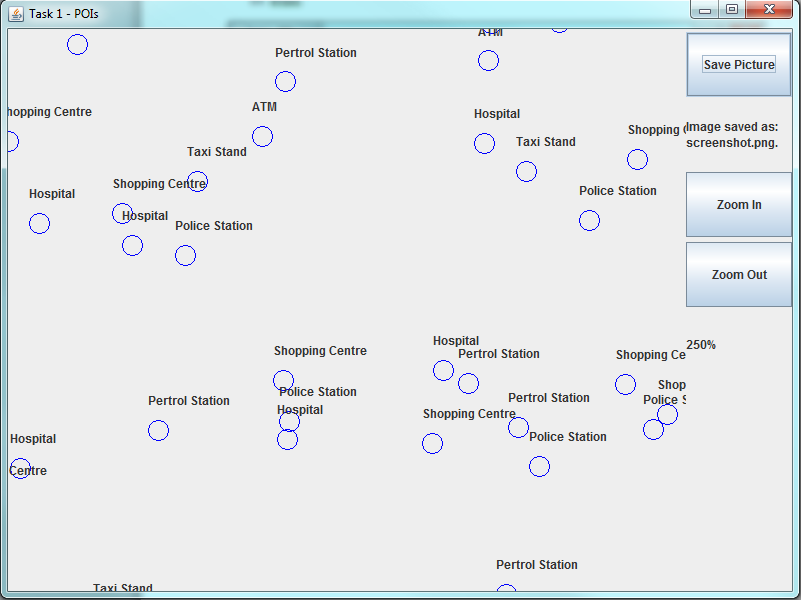 Task 1 - POIs
ATM
Pertrol Station
Save Picture
ATM
hopping Centre
Hospital
Image saved as:
Shopping
screenshot.png.
Taxi Stand
Taxi Stand
Shopping Centre
Police Station
Hospital
Zoom In
Hospital
Police Station
Zoom Out
Hospital
250%
Shopping Centre
Pertrol Station
Shopping Ce
Shop
Police Station
Pertrol Station
Police S
Pertrol Station
Hospital
Shopping Centre
Police Station
Hospital
Centre
Pertrol Station
Taxi Stand